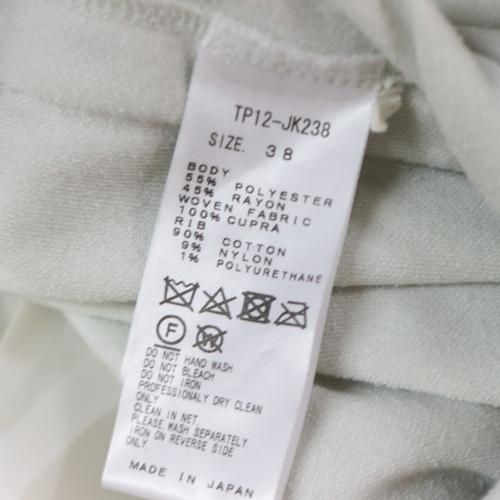 TP12-JK238
SIZE. 38
BODY
55% POLYESTER
45% RAYON
WOVEN FABRIC
100% CUPRA
RIB
90% COTTON
9% NYLON
1% POLYURETHANE
F W
DO NOT HAND WASH
DO NOT BLEACH
DO NOT IRON
PROFESSIONALY DRY CLEAN
ONLY
CLEAN IN NET.
PLEASE WASH SEPARATELY.
IRON ON REVERSE SIDE
ONLY.
MADE IN JAPAN